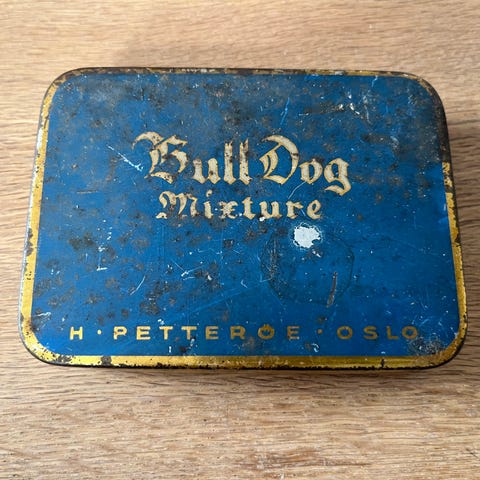 Bull Dog
Mixture
H · PETTERØE · OSLO